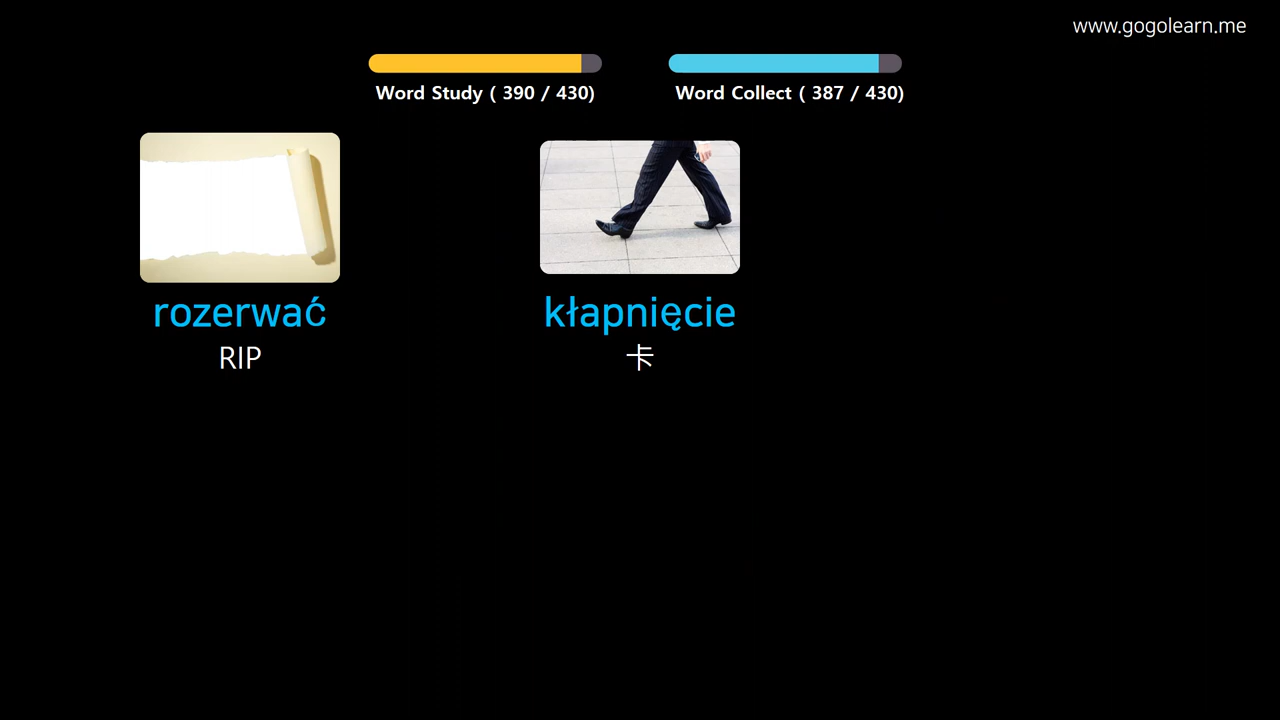 www.gogolearn.me
Word Study ( 390 / 430)
Word Collect ( 387 / 430)
rozerwać
kłapnięcie
RIP
卡